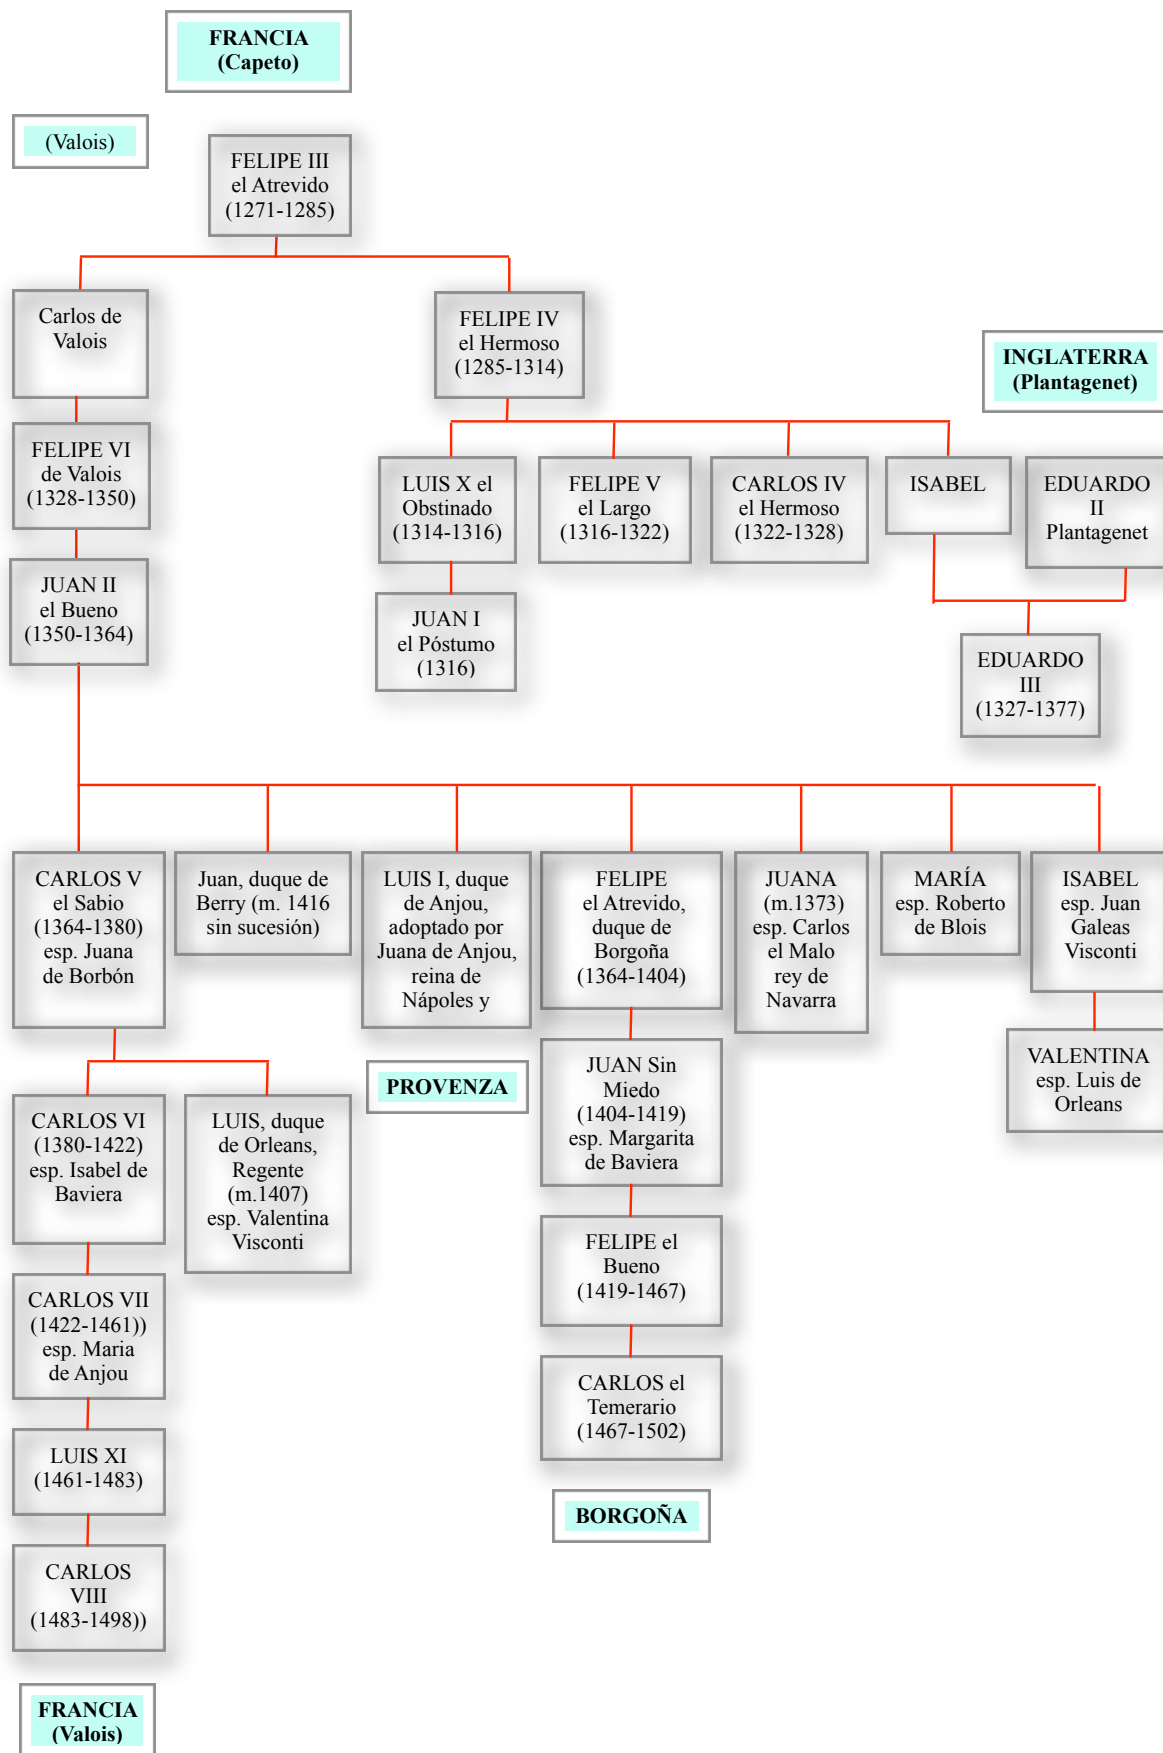 FRANCIA
(Capeto)
(Valois)
FELIPE III
el Atrevido
(1271-1285)
Carlos de
Valois
FELIPE IV
el Hermoso
(1285-1314)
INGLATERRA
(Plantagenet)
FELIPE VI
de Valois
(1328-1350)
LUIS X el
Obstinado
(1314-1316)
FELIPE V
el Largo
(1316-1322)
CARLOS IV
el Hermoso
(1322-1328)
ISABEL
EDUARDO
II
Plantagenet
JUAN II
el Bueno
(1350-1364)
JUAN I
el Póstumo
(1316)
EDUARDO
III
(1327-1377)
CARLOS V
el Sabio
(1364-1380)
esp. Juana
de Borbón
Juan, duque de
Berry (m. 1416
sin sucesión)
LUIS I, duque
de Anjou,
adoptado por
Juana de Anjou,
reina de
Nápoles y
FELIPE
el Atrevido,
duque de
Borgoña
(1364-1404)
JUANA
(m.1373)
esp. Carlos
el Malo
rey de
Navarra
MARÍA
esp. Roberto
de Blois
ISABEL
esp. Juan
Galeas
Visconti
VALENTINA
esp. Luis de
Orleans
PROVENZA
JUAN Sin
Miedo
(1404-1419)
esp. Margarita
de Baviera
CARLOS VI
(1380-1422)
esp. Isabel de
Baviera
LUIS, duque
de Orleans,
Regente
(m.1407)
esp. Valentina
Visconti
FELIPE el
Bueno
(1419-1467)
CARLOS VII
(1422-1461))
esp. Maria
de Anjou
CARLOS el
Temerario
(1467-1502)
LUIS XI
(1461-1483)
BORGOÑA
CARLOS
VIII
(1483-1498))
FRANCIA
(Valois)